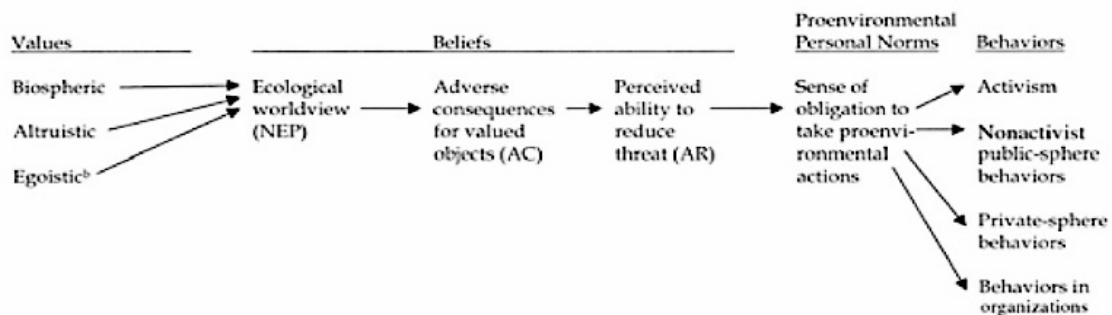 Proenvironmental
Values Beliefs Personal Norms Behaviors
Biospheric
Altruistic
Egoisticᵇ
Ecological
worldview
(NEP)
Adverse
consequences
for valued
objects (AC)
Perceived
ability to
reduce
threat (AR)
Sense of
obligation to
take proenvi-
ronmental
actions
Activism
Nonactivist
public-sphere
behaviors
Private-sphere
behaviors
Behaviors in
organizations